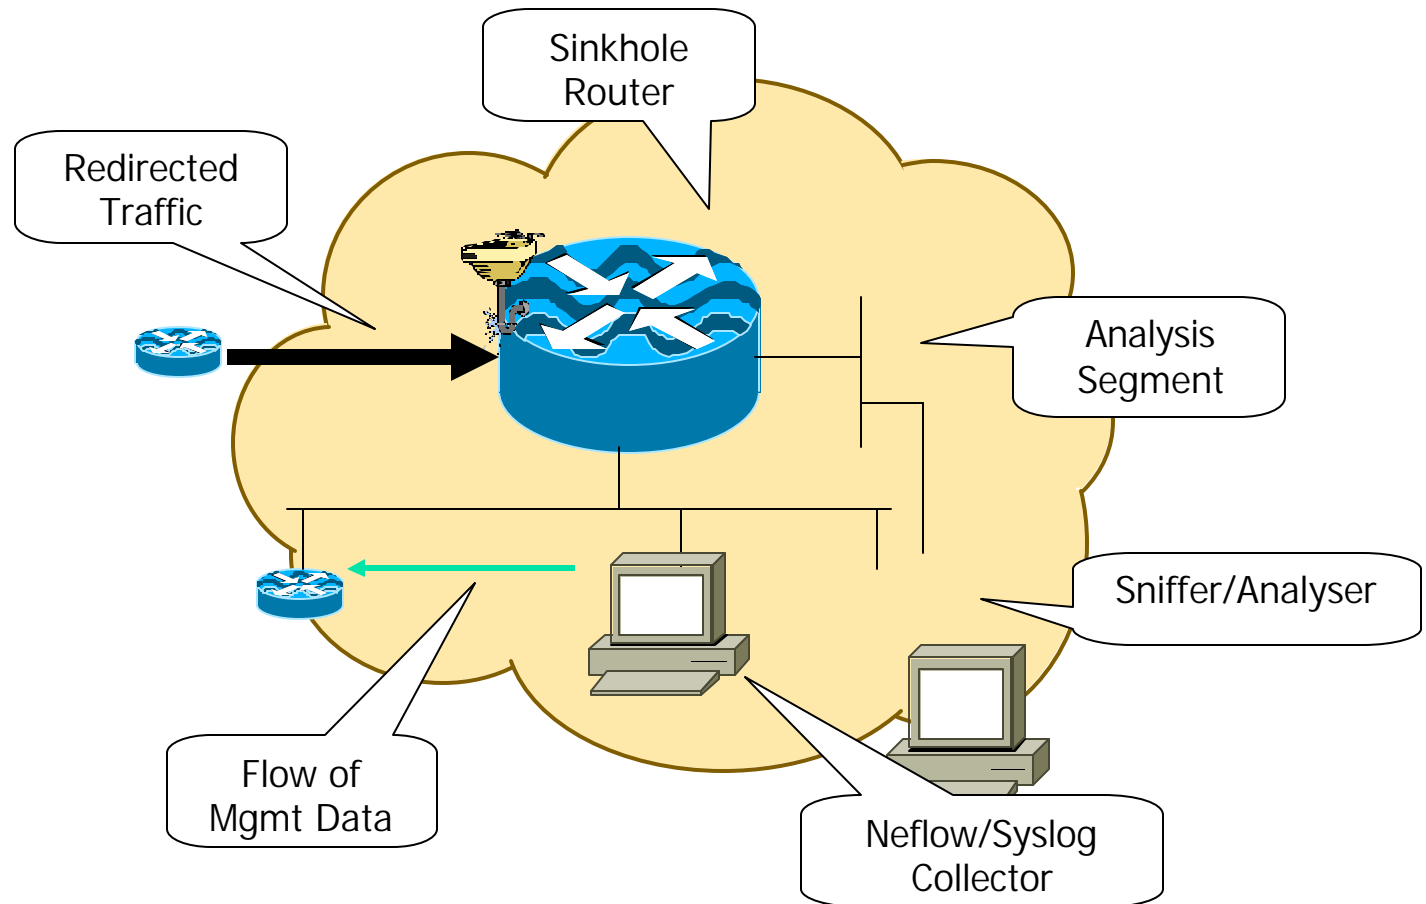 Sinkhole
Router
Redirected
Traffic
Analysis
Segment
Sniffer/Analyser
Flow of
Mgmt Data
Neflow/Syslog
Collector